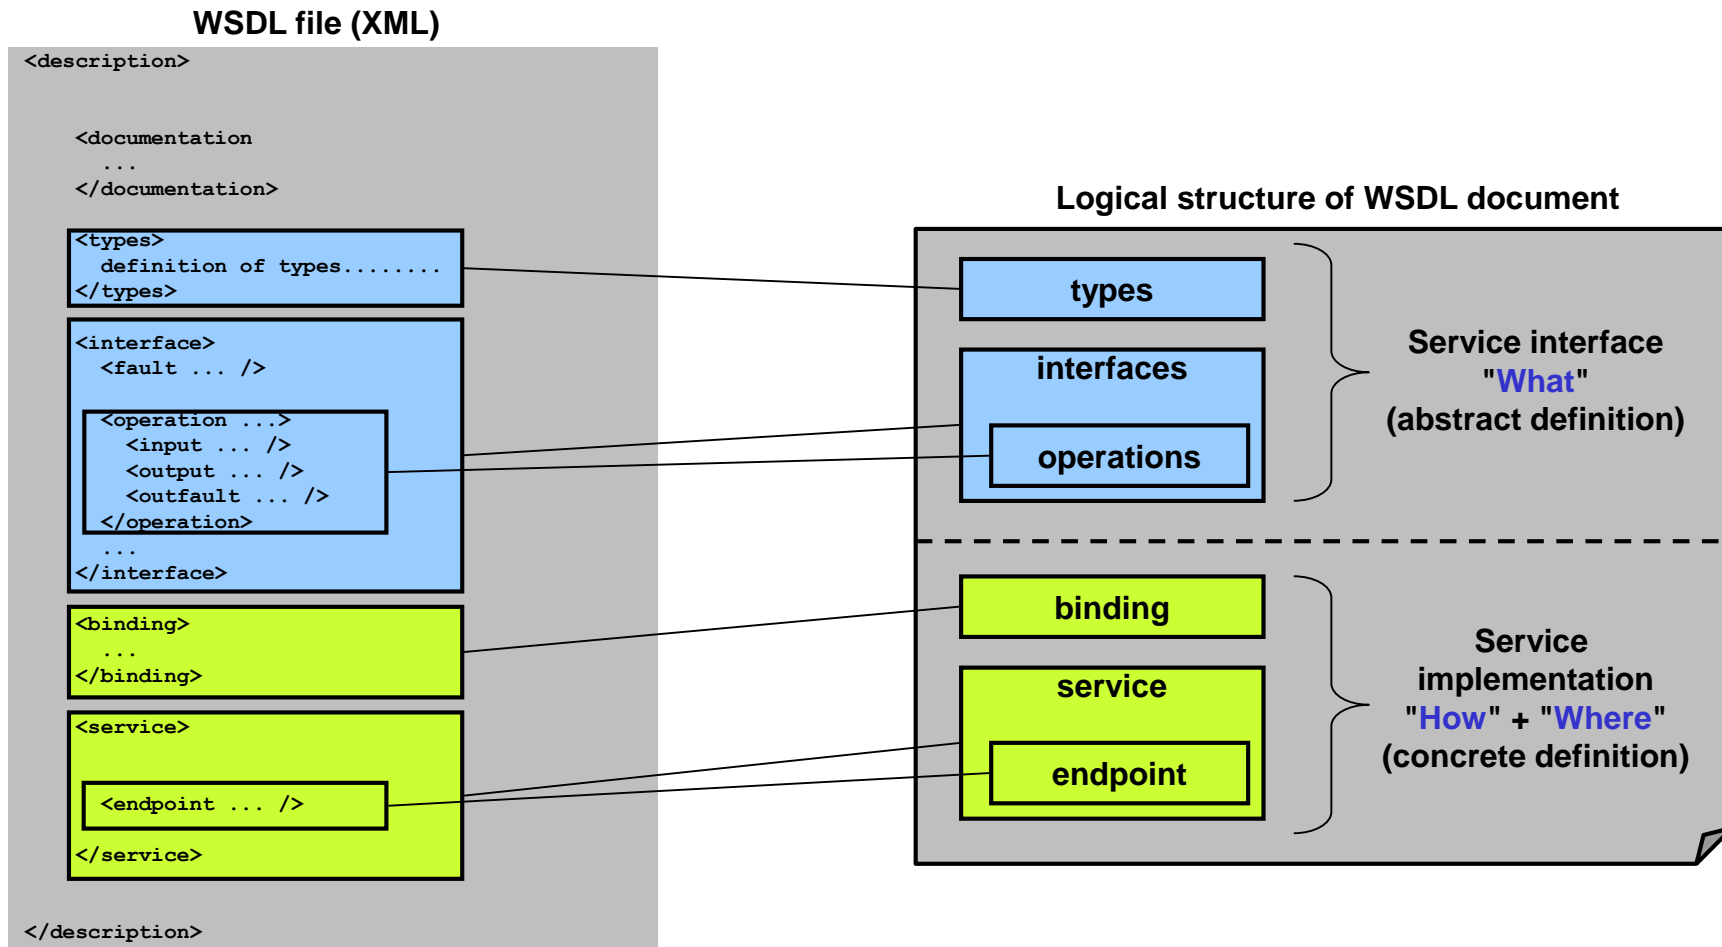 WSDL file (XML)
<description>
<documentation
...
</documentation>
<types>
definition of types........
</types>
<interface>
<fault ... />
<operation ...>
<input ... />
<output ... />
<outfault ... />
</operation>
...
</interface>
<binding>
...
</binding>
<service>
<endpoint ... />
</service>
</description>
Logical structure of WSDL document
types
interfaces
operations
Service interface
"What"
(abstract definition)
binding
service
endpoint
Service
implementation
"How" + "Where"
(concrete definition)